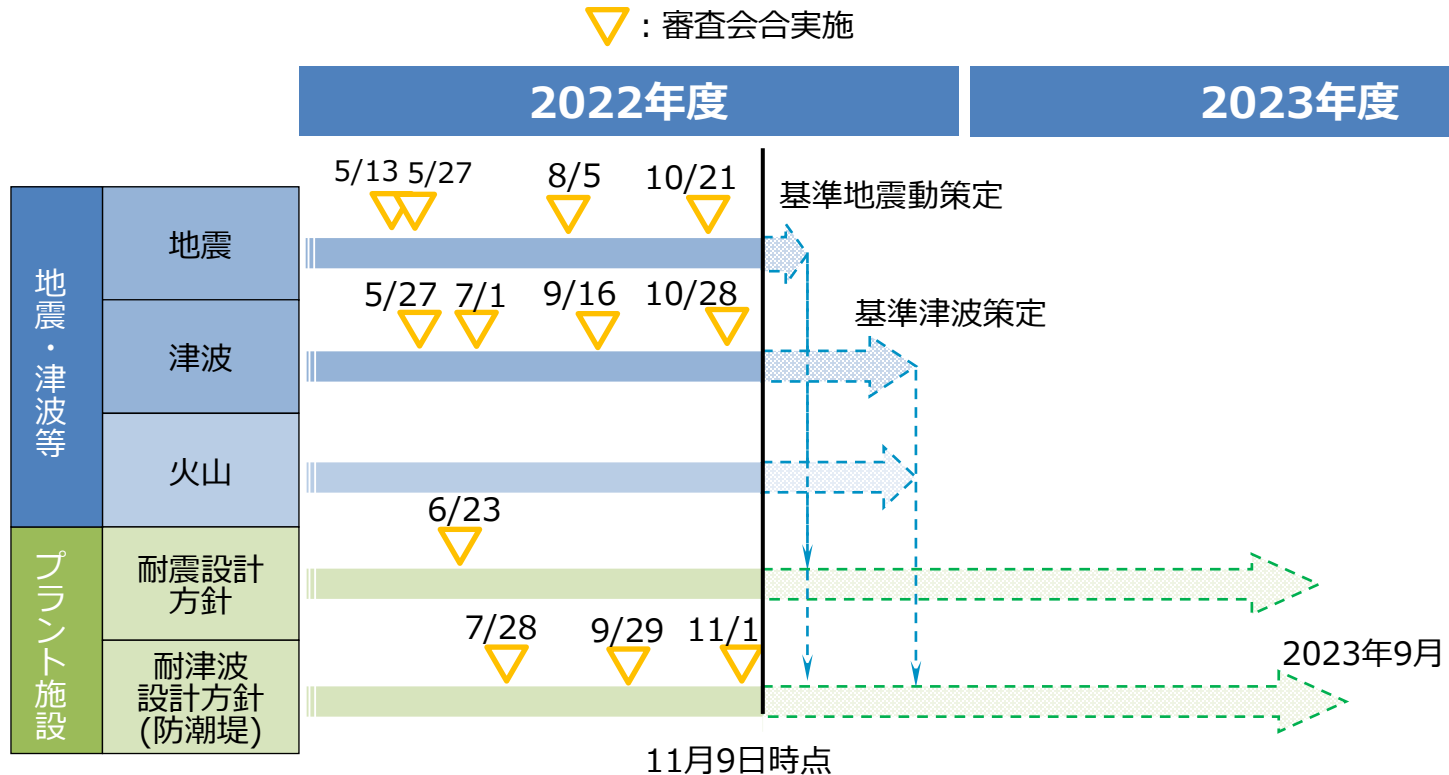 ：審査会合実施
2022年度
2023年度
5/13
5/27
8/5
10/21
基準地震動策定
地震・津波等
地震
5/27
7/1
9/16
10/28
基準津波策定
津波
火山
6/23
プラント施設
耐震設計
方針
7/28
9/29
11/1
2023年9月
耐津波
設計方針
(防潮堤)
11月9日時点